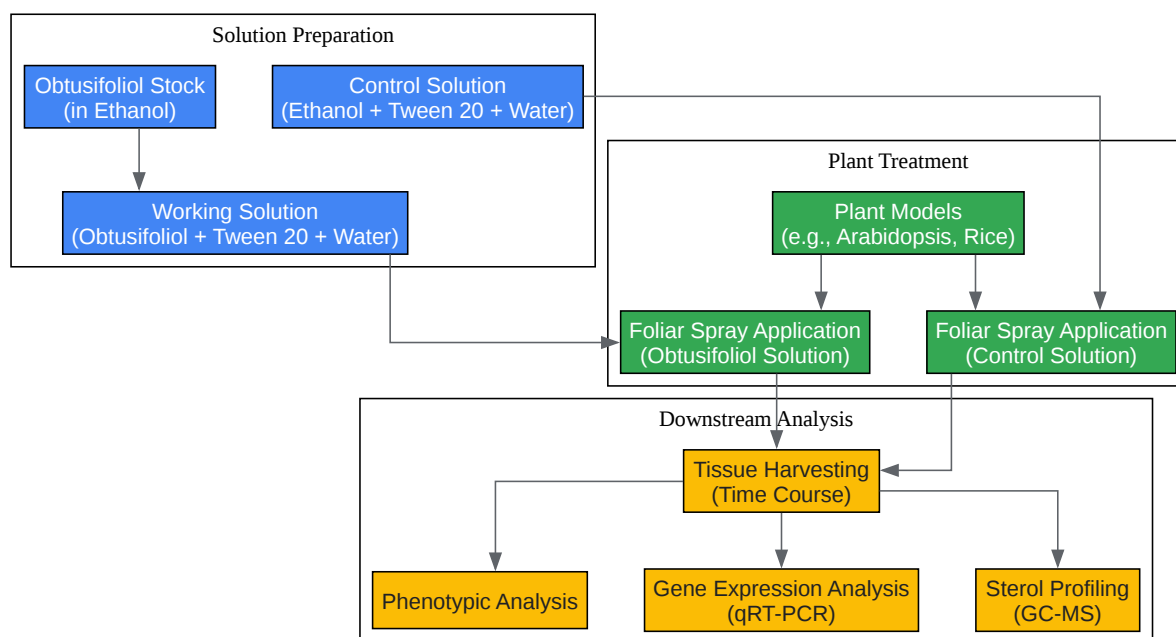 Solution Preparation
Obtusifoliol Stock
(in Ethanol)
Control Solution
(Ethanol + Tween 20 + Water)
Working Solution
(Obtusifoliol + Tween 20 + Water)
Plant Treatment
Plant Models
(e.g., Arabidopsis, Rice)
Foliar Spray Application
(Obtusifoliol Solution)
Foliar Spray Application
(Control Solution)
Downstream Analysis
Tissue Harvesting
(Time Course)
Phenotypic Analysis
Gene Expression Analysis
(qRT-PCR)
Sterol Profiling
(GC-MS)